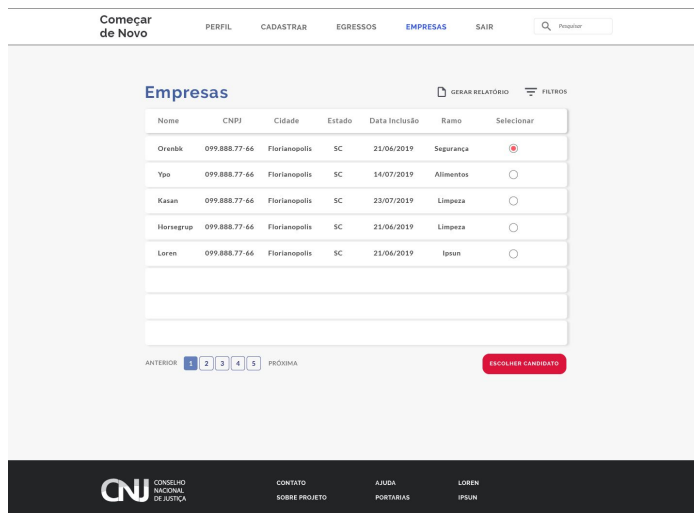 Começar
de Novo
PERFIL CADASTRAR EGRESSOS EMPRESAS SAIR Pesquisar
Empresas
GERAR RELATÓRIO FILTROS
Nome CNPJ Cidade Estado Data Inclusão Ramo Selecionar
Orenbk 099.888.77-66 Florianopolis SC 21/06/2019 Segurança
Ypo 099.888.77-66 Florianopolis SC 14/07/2019 Alimentos
Kasan 099.888.77-66 Florianopolis SC 23/07/2019 Limpeza
Horsegrup 099.888.77-66 Florianopolis SC 21/06/2019 Limpeza
Loren 099.888.77-66 Florianopolis SC 21/06/2019 Ipsun
ANTERIOR 1 2 3 4 5 PRÓXIMA
ESCOLHER CANDIDATO
CNJ
CONSELHO
NACIONAL
DE JUSTIÇA
CONTATO AJUDA LOREN
SOBRE PROJETO PORTARIAS IPSUN